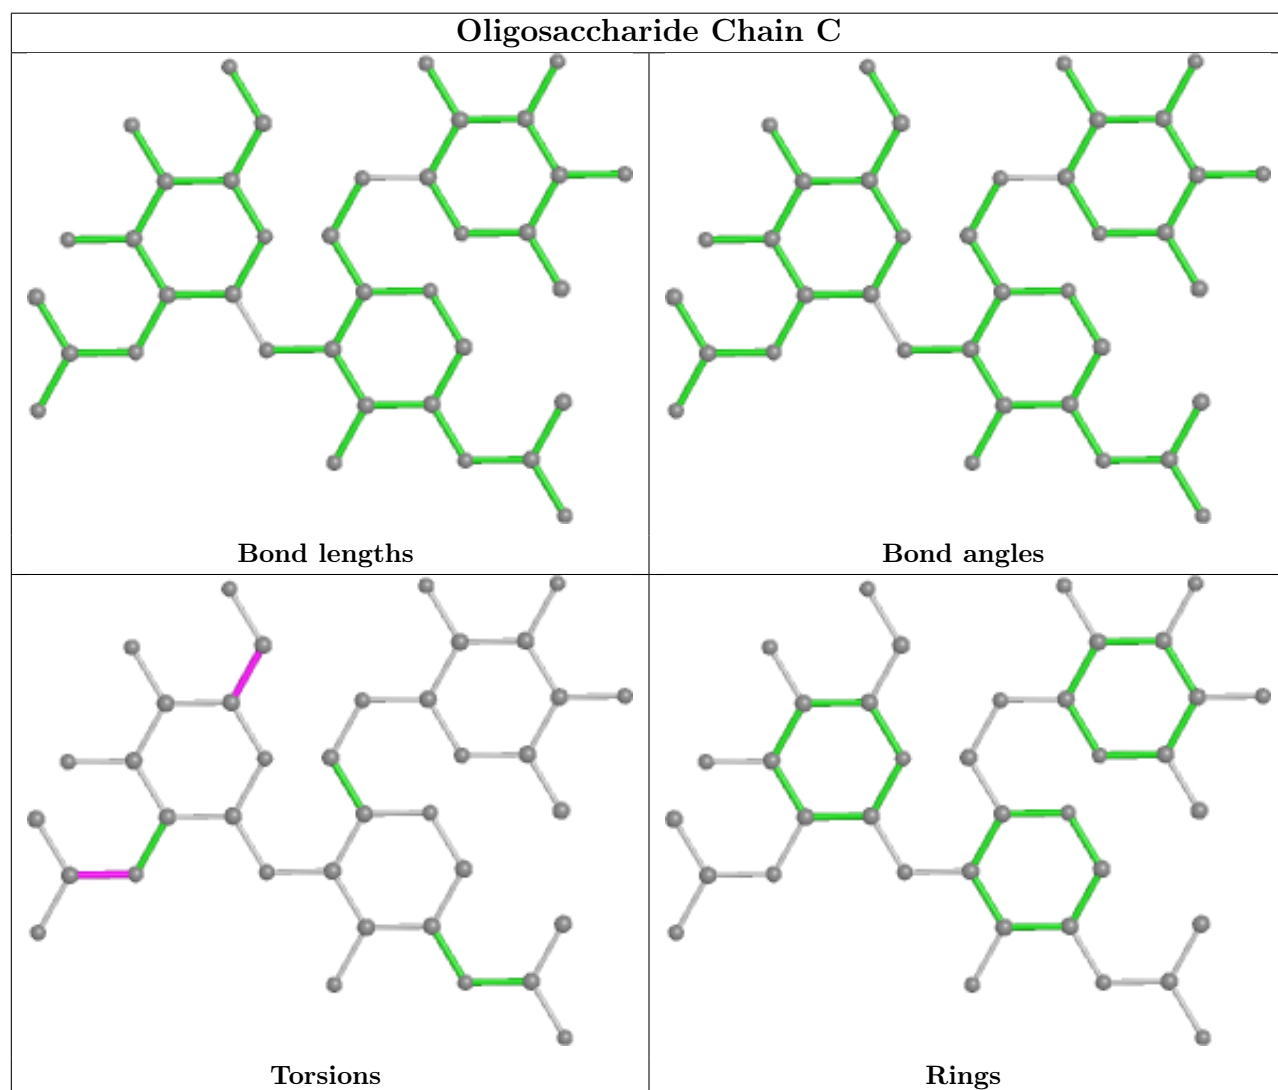 Oligosaccharide Chain C
Bond lengths
Bond angles
Torsions
Rings